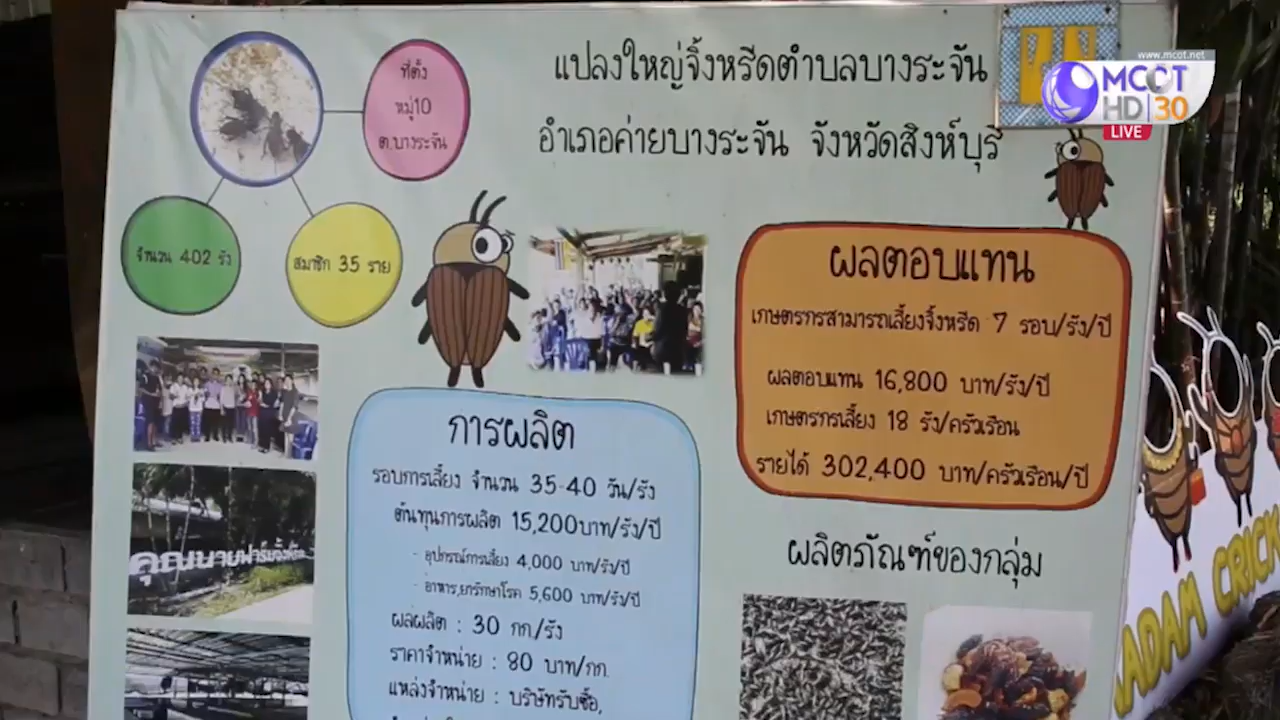 แปลงใหญ่จิ้งหรีดตำบลบางระจัน
อำเภอค่ายบางระจัน จังหวัดสิงห์บุรี
ที่ตั้ง
หมู่10
ต.บางระจัน
จำนวน 402 รัง
สมาชิก 35 ราย
การผลิต
รอบการเลี้ยง จำนวน 35-40 วัน/รัง
ต้นทุนการผลิต 15,200บาท/รัง/ปี
- อุปกรณ์การเลี้ยง 4,000 บาท/รัง/ปี
- อาหาร,ยารักษาโรค 5,600 บาท/รัง/ปี
ผลผลิต : 30 กก./รัง
ราคาจำหน่าย : 80 บาท/กก.
แหล่งจำหน่าย : บริษัทรับซื้อ,
ผลตอบแทน
เกษตรกรสามารถเลี้ยงจิ้งหรีด 7 รอบ/รัง/ปี
ผลตอบแทน 16,800 บาท/รัง/ปี
เกษตรกรเลี้ยง 18 รัง/ครัวเรือน
รายได้ 302,400 บาท/ครัวเรือน/ปี
ผลิตภัณฑ์ของกลุ่ม
คุณนายฟาร์มจิ้งหรีด
ADAM CRICK
www.mcot.net
MCOT
HD 30
LIVE